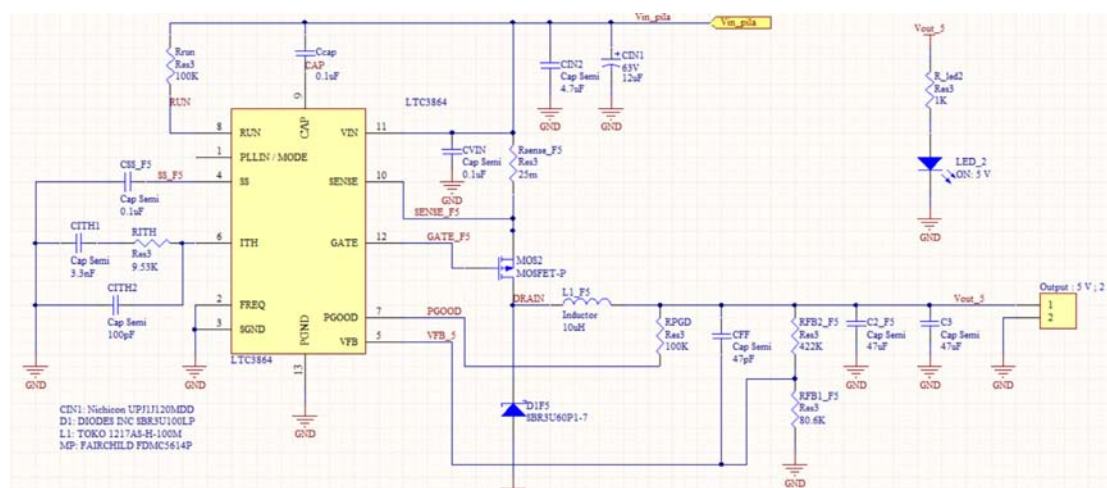 Vin_pila
Vin_pila
Rrun
Res3
100K
RUN
Ccap
CAP
0.1uF
9
LTC3864
CIN2
Cap Semi
4.7uF
GND
CIN1
63V
12uF
GND
Vout_5
R_led2
Res3
1K
LED_2
ON: 5 V
GND
8
RUN
CAP
VIN
11
CVIN
Cap Semi
0.1uF
GND
Rsense_F5
Res3
25m
1
PLLIN / MODE
CSS_F5
SS_F5
Cap Semi
0.1uF
4
SS
SENSE
10
SENSE_F5
CITH1
Cap Semi
3.3nF
RITH
Res3
9.53K
6
ITH
GATE
12
GATE_F5
MOS2
MOSFET-P
CITH2
Cap Semi
100pF
2
FREQ
3
SGND
PGOOD
7
PGOOD
VFB
5
VFB_5
PGND
13
LTC3864
GND
GND
GND
DRAIN
L1_F5
Inductor
10uH
RPGD
Res3
100K
CFF
Cap Semi
47pF
RFB2_F5
Res3
422K
C2_F5
Cap Semi
47uF
GND
C3
Cap Semi
47uF
GND
Vout_5
Output : 5 V ; 2
1
2
GND
D1F5
SBR3U60P1-7
RFB1_F5
Res3
80.6K
GND
GND
CIN1: Nichicon UPJ1J120MDD
D1: DIODES INC SBR3U100LP
L1: TOKO 1217AS-H-100M
MP: FAIRCHILD FDMC5614P